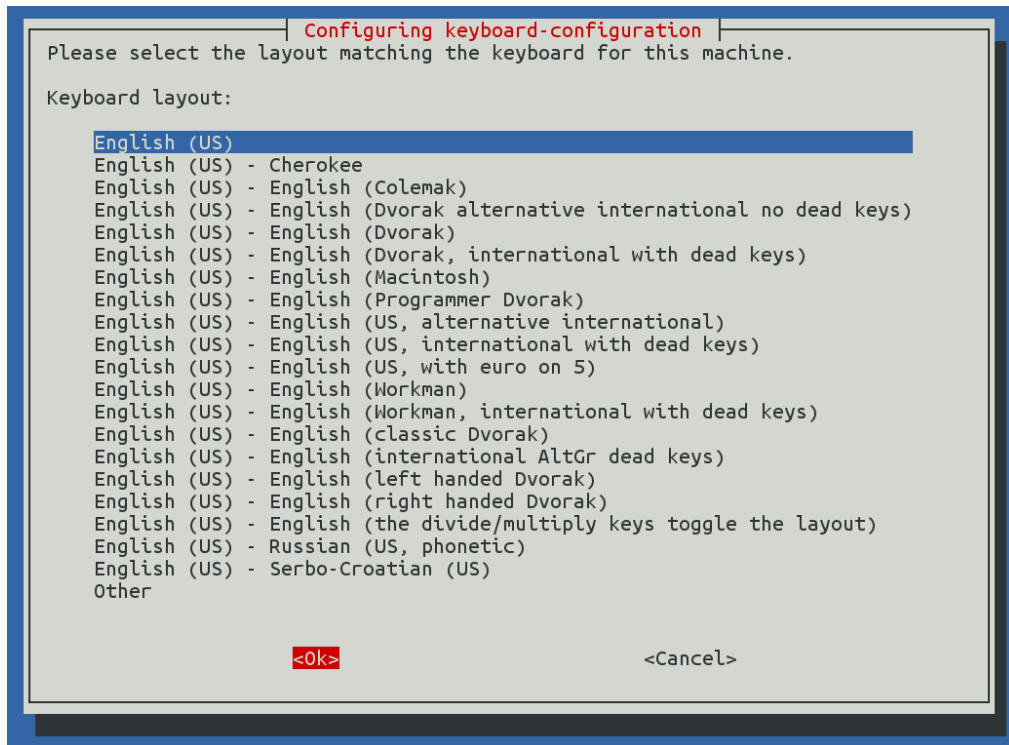 Configuring keyboard-configuration
Please select the layout matching the keyboard for this machine.
Keyboard layout:
English (US)
English (US) - Cherokee
English (US) - English (Colemak)
English (US) - English (Dvorak alternative international no dead keys)
English (US) - English (Dvorak)
English (US) - English (Dvorak, international with dead keys)
English (US) - English (Macintosh)
English (US) - English (Programmer Dvorak)
English (US) - English (US, alternative international)
English (US) - English (US, international with dead keys)
English (US) - English (US, with euro on 5)
English (US) - English (Workman)
English (US) - English (Workman, international with dead keys)
English (US) - English (classic Dvorak)
English (US) - English (international AltGr dead keys)
English (US) - English (left handed Dvorak)
English (US) - English (right handed Dvorak)
English (US) - English (the divide/multiply keys toggle the layout)
English (US) - Russian (US, phonetic)
English (US) - Serbo-Croatian (US)
Other
<Ok> <Cancel>